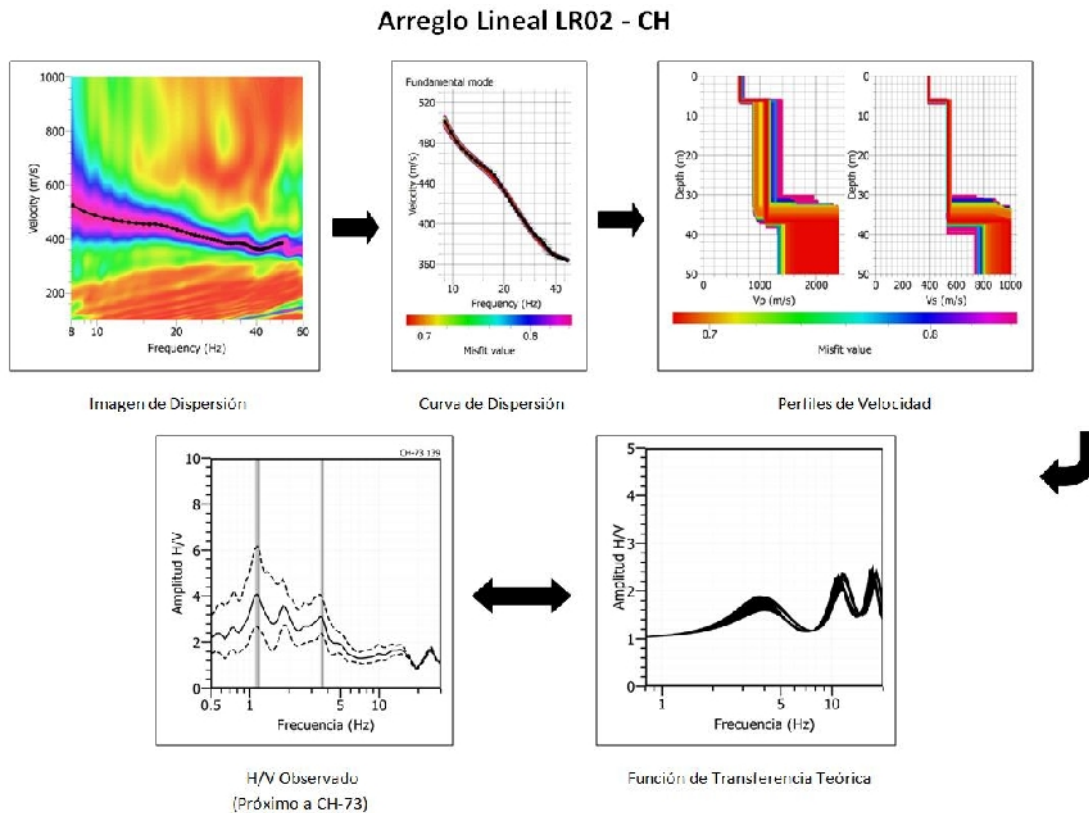 Arreglo Lineal LR02 - CH
1000
800
600
400
200
Velocity (m/s)
8 10 20 40 60
Frequency (Hz)
Imagen de Dispersión
Fundamental mode
520
480
440
400
360
Velocity (m/s)
10 20 40
Frequency (Hz)
0.7 0.8
Misfit value
Curva de Dispersión
0
10
20
30
40
50
Depth (m)
0 1000 2000
Vp (m/s)
0
10
20
30
40
50
Depth (m)
0 200 400 600 800 1000
Vs (m/s)
0.7 0.8
Misfit value
Perfiles de Velocidad
CH-73 139
10
8
6
4
2
0
Amplitud H/V
0.5 1 5 10
Frecuencia (Hz)
H/V Observado
(Próximo a CH-73)
5
4
3
2
1
0
Amplitud H/V
1 10
Frecuencia (Hz)
Función de Transferencia Teórica